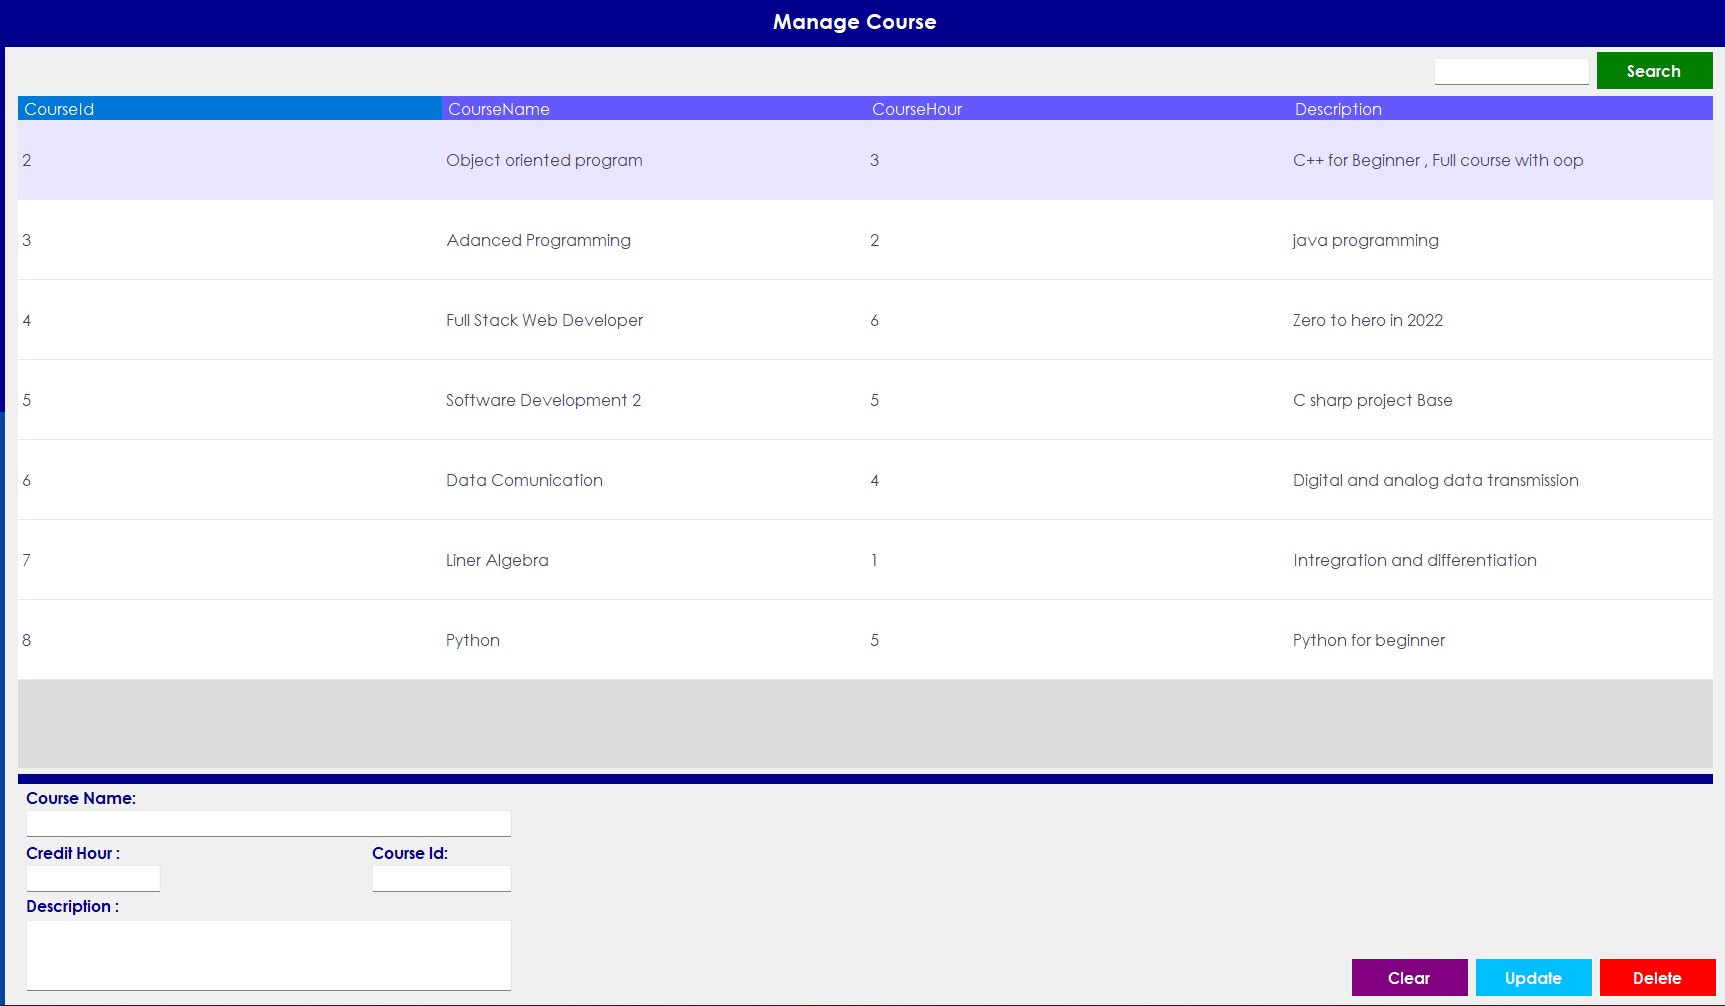 Manage Course
Search
CourseId CourseName CourseHour Description
2 Object oriented program 3 C++ for Beginner , Full course with oop
3 Adanced Programming 2 java programming
4 Full Stack Web Developer 6 Zero to hero in 2022
5 Software Development 2 5 C sharp project Base
6 Data Comunication 4 Digital and analog data transmission
7 Liner Algebra 1 Intregration and differentiation
8 Python 5 Python for beginner
Course Name:
Credit Hour : Course Id:
Description :
Clear Update Delete